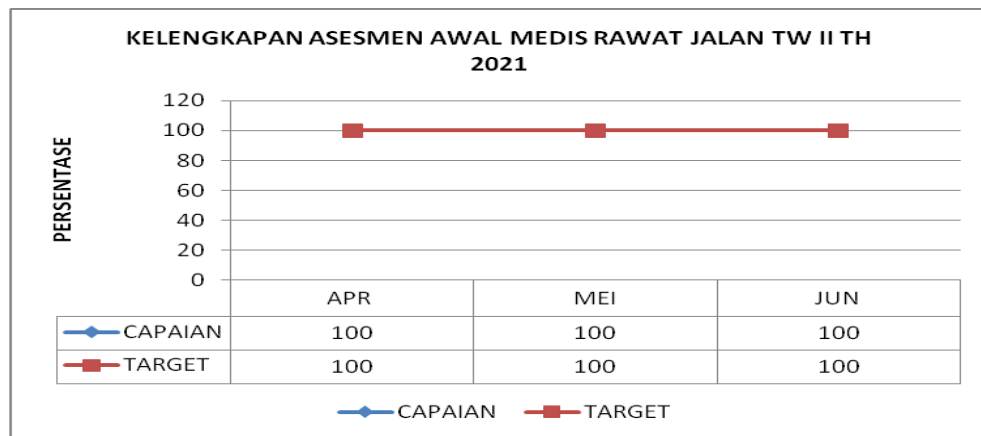 KELENGKAPAN ASESMEN AWAL MEDIS RAWAT JALAN TW II TH
2021
PERSENTASE
120
100
80
60
40
20
0
APR MEI JUN
CAPAIAN 100 100 100
TARGET 100 100 100
CAPAIAN TARGET